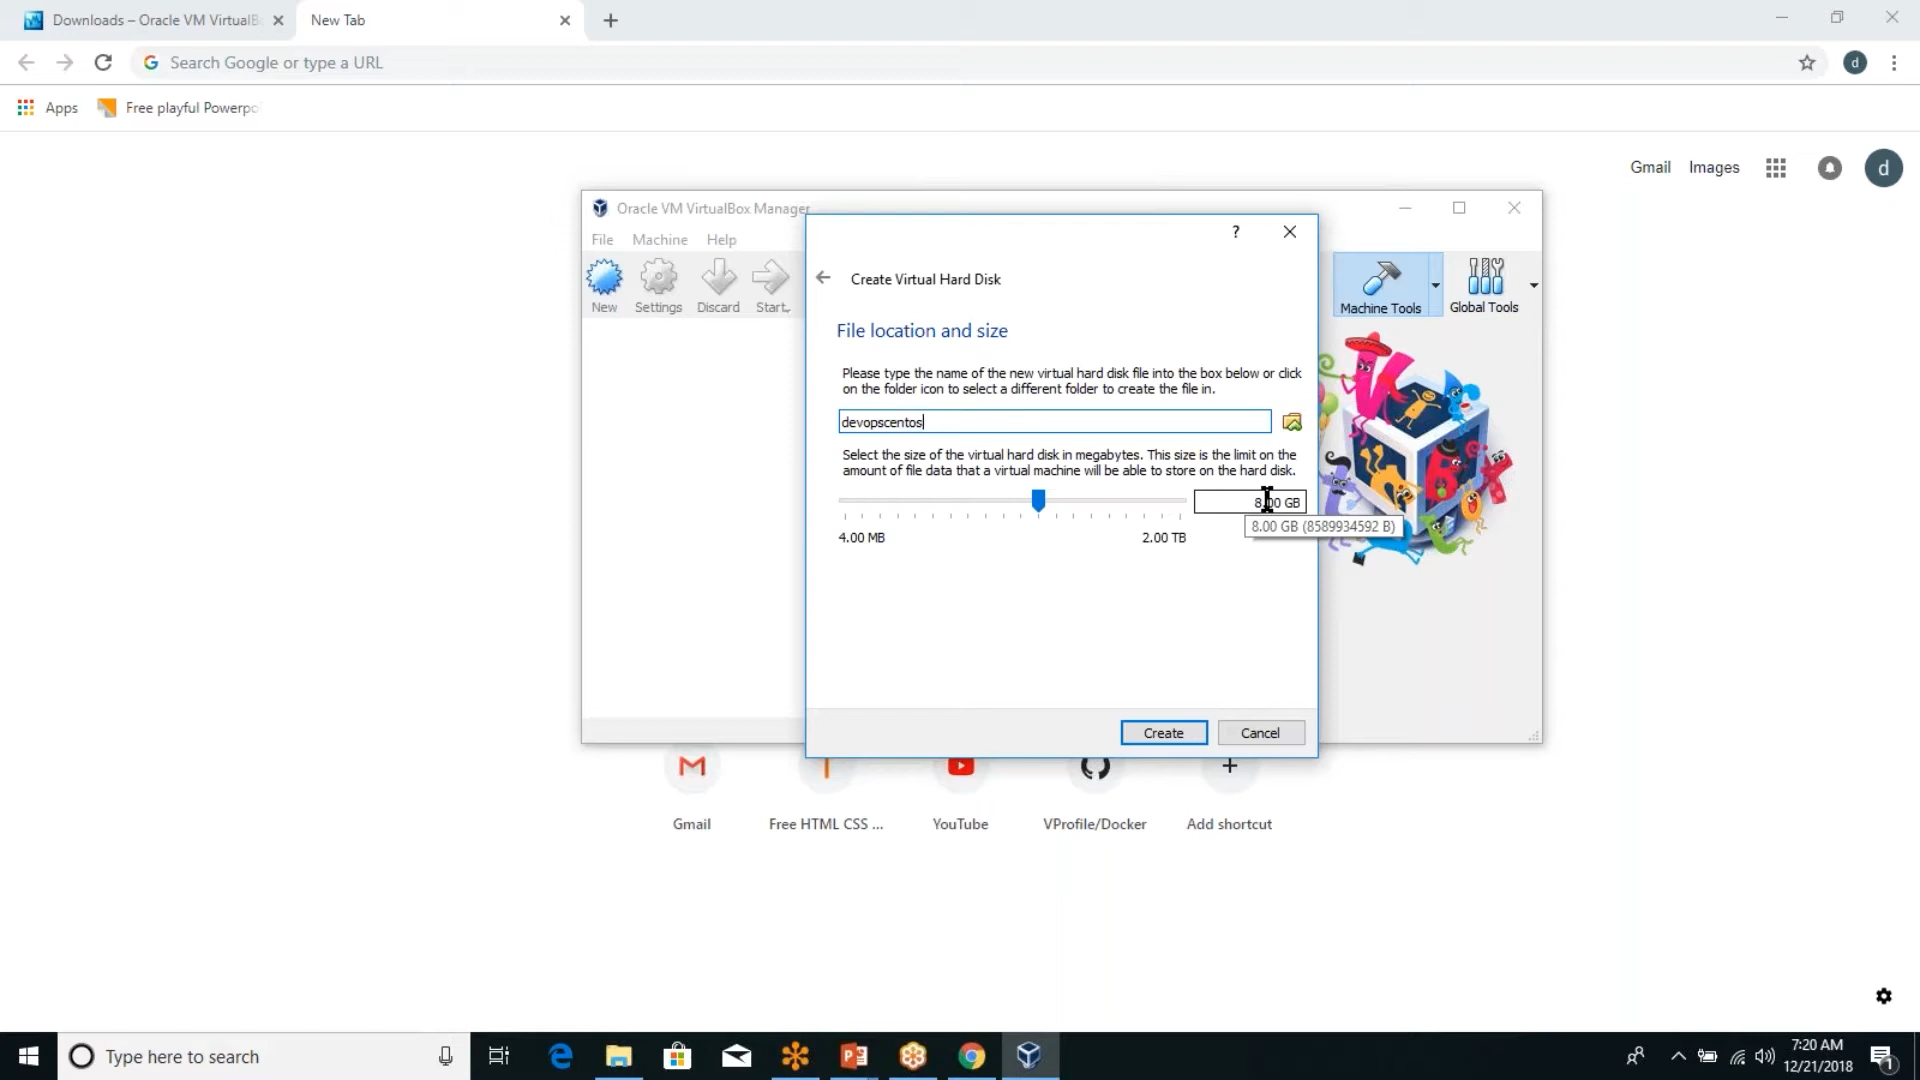 Downloads – Oracle VM VirtualB
New Tab
Search Google or type a URL
d
Apps
Free playful Powerpo
Gmail
Images
d
Oracle VM VirtualBox Manager
File
Machine
Help
New
Settings
Discard
Start
Machine Tools
Global Tools
?
Create Virtual Hard Disk
File location and size
Please type the name of the new virtual hard disk file into the box below or click
on the folder icon to select a different folder to create the file in.
devopscentos
Select the size of the virtual hard disk in megabytes. This size is the limit on the
amount of file data that a virtual machine will be able to store on the hard disk.
8.00 GB
8.00 GB (8589934592 B)
4.00 MB
2.00 TB
Create
Cancel
Gmail
Free HTML CSS ...
YouTube
VProfile/Docker
Add shortcut
Type here to search
7:20 AM
12/21/2018
1